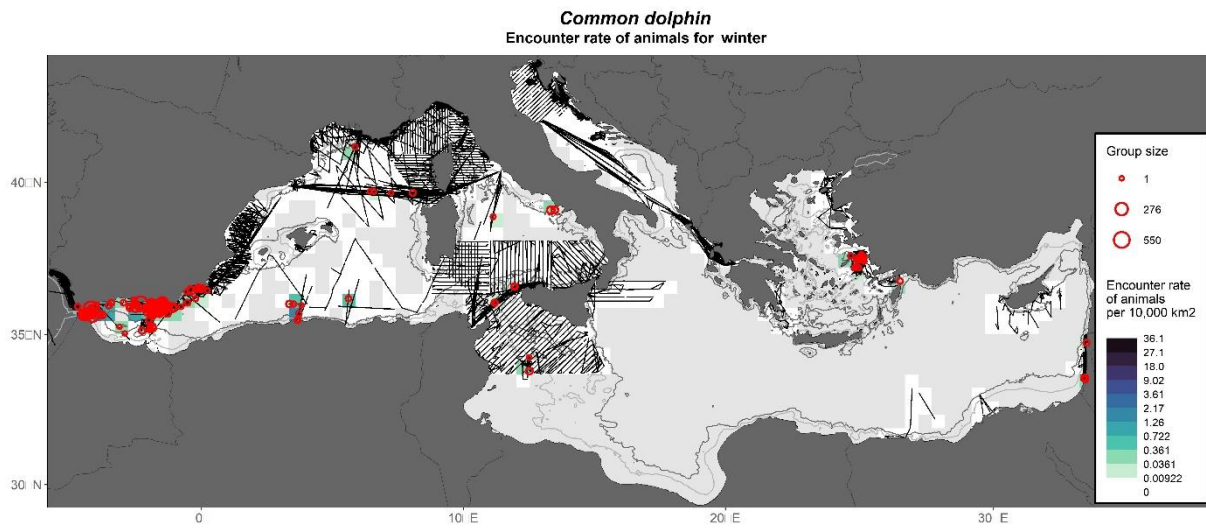 Common dolphin
Encounter rate of animals for winter
Group size
1
276
550
Encounter rate
of animals
per 10,000 km2
36.1
27.1
18.0
9.02
3.61
2.17
1.26
0.722
0.361
0.0361
0.00922
0
40□N
35□N
30□N
0
10□E
20□E
30□E